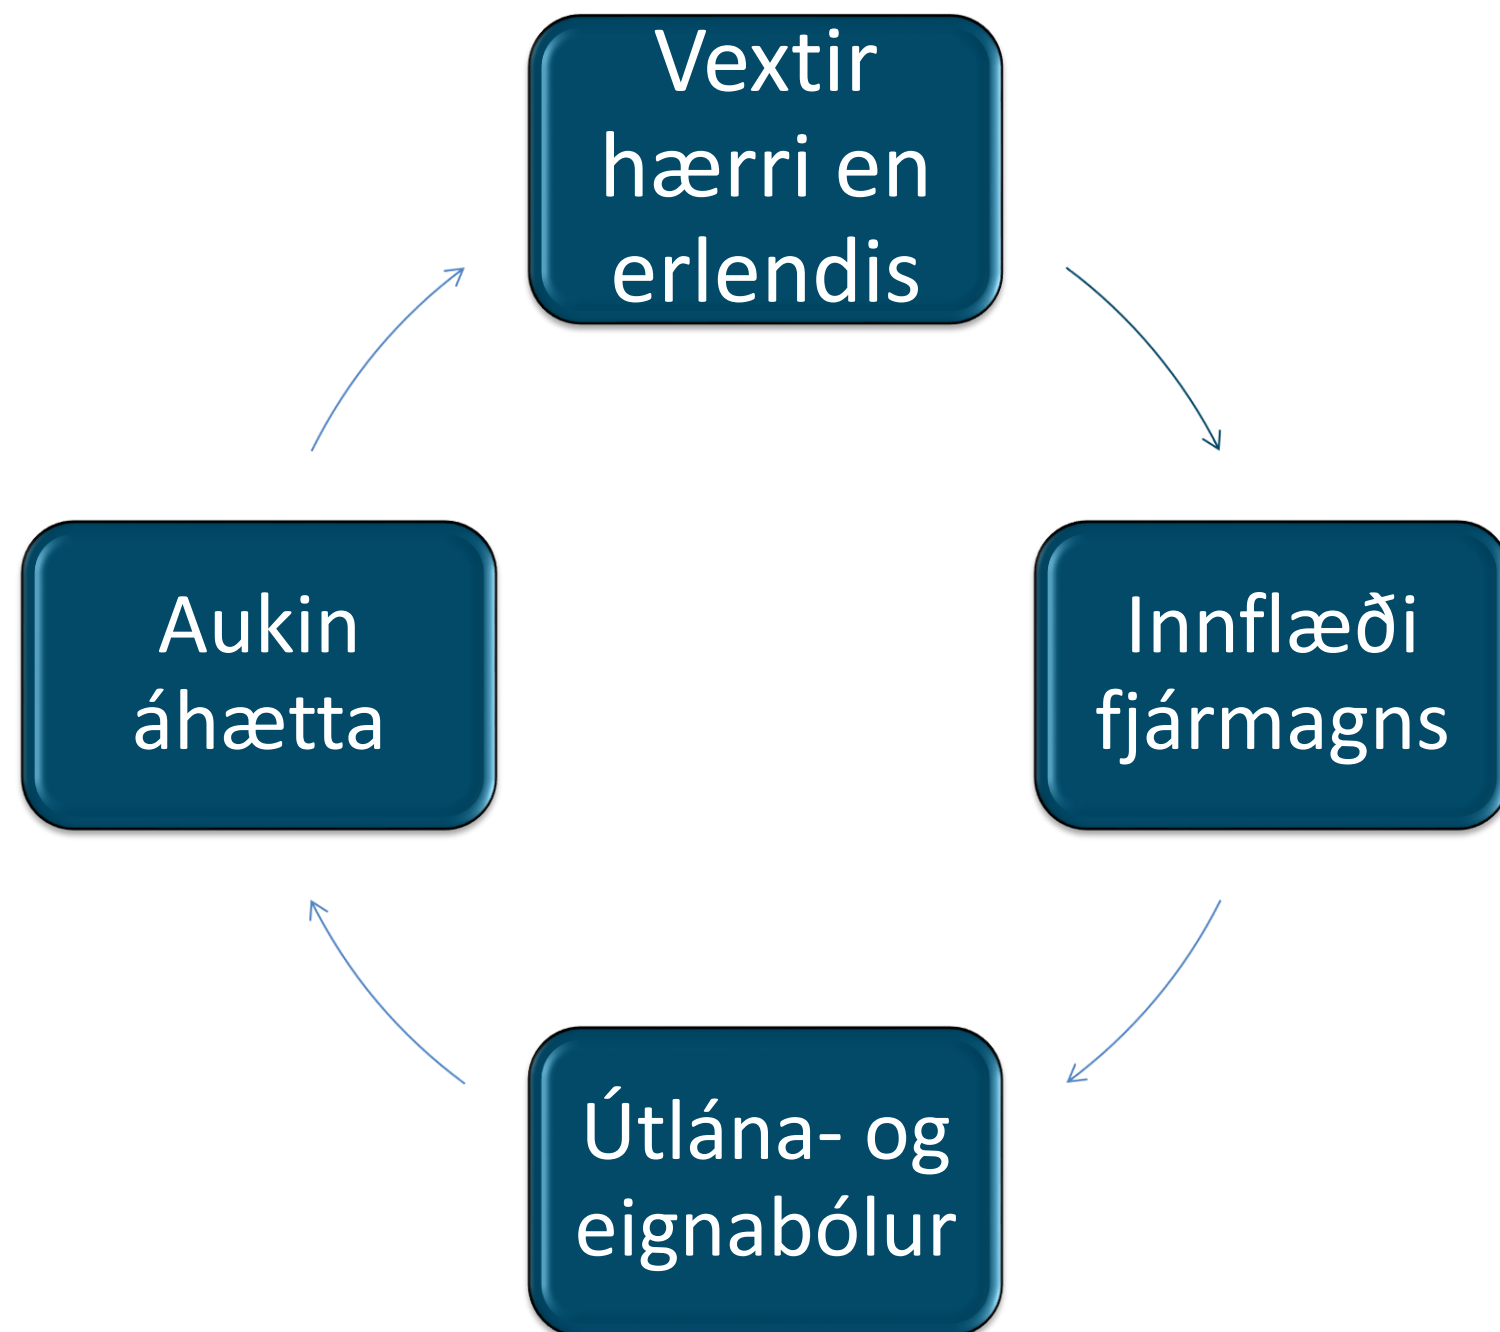 Vextir
hærri en
erlendis
Innflæði
fjármagns
Útlána- og
eignabólur
Aukin
áhætta